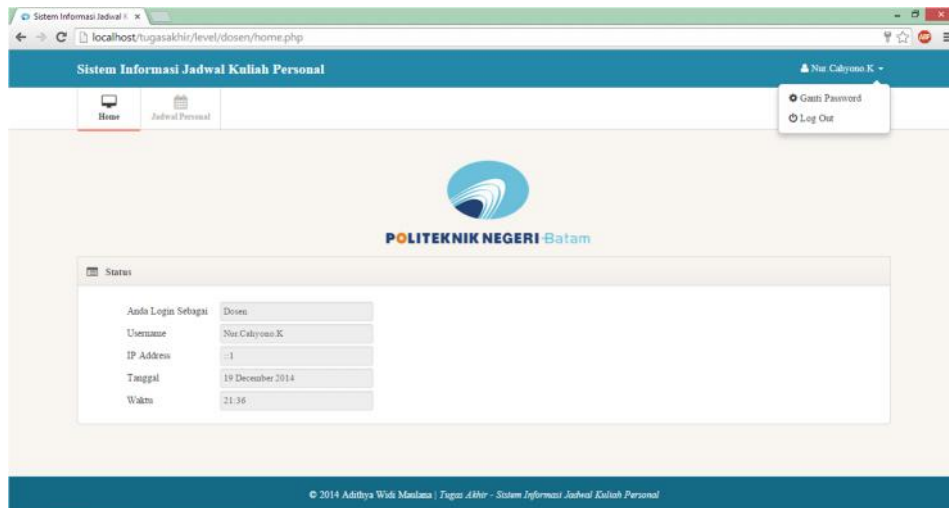 Sistem Informasi Jadwal K
localhost/tugasakhir/level/dosen/home.php
Sistem Informasi Jadwal Kuliah Personal
Nur.Cahyono.K
Ganti Password
Log Out
Home
Jadwal Personal
POLITEKNIK NEGERI Batam
Status
Anda Login Sebagai Dosen
Username Nur.Cahyono.K
IP Address ::1
Tanggal 19 December 2014
Waktu 21:36
© 2014 Adithya Widi Maulana | Tugas Akhir - Sistem Informasi Jadwal Kuliah Personal